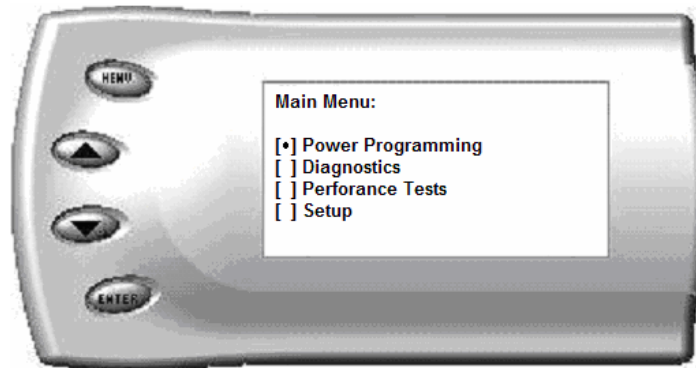 MENU
Main Menu:
[•] Power Programming
[ ] Diagnostics
[ ] Perforance Tests
[ ] Setup
ENTER